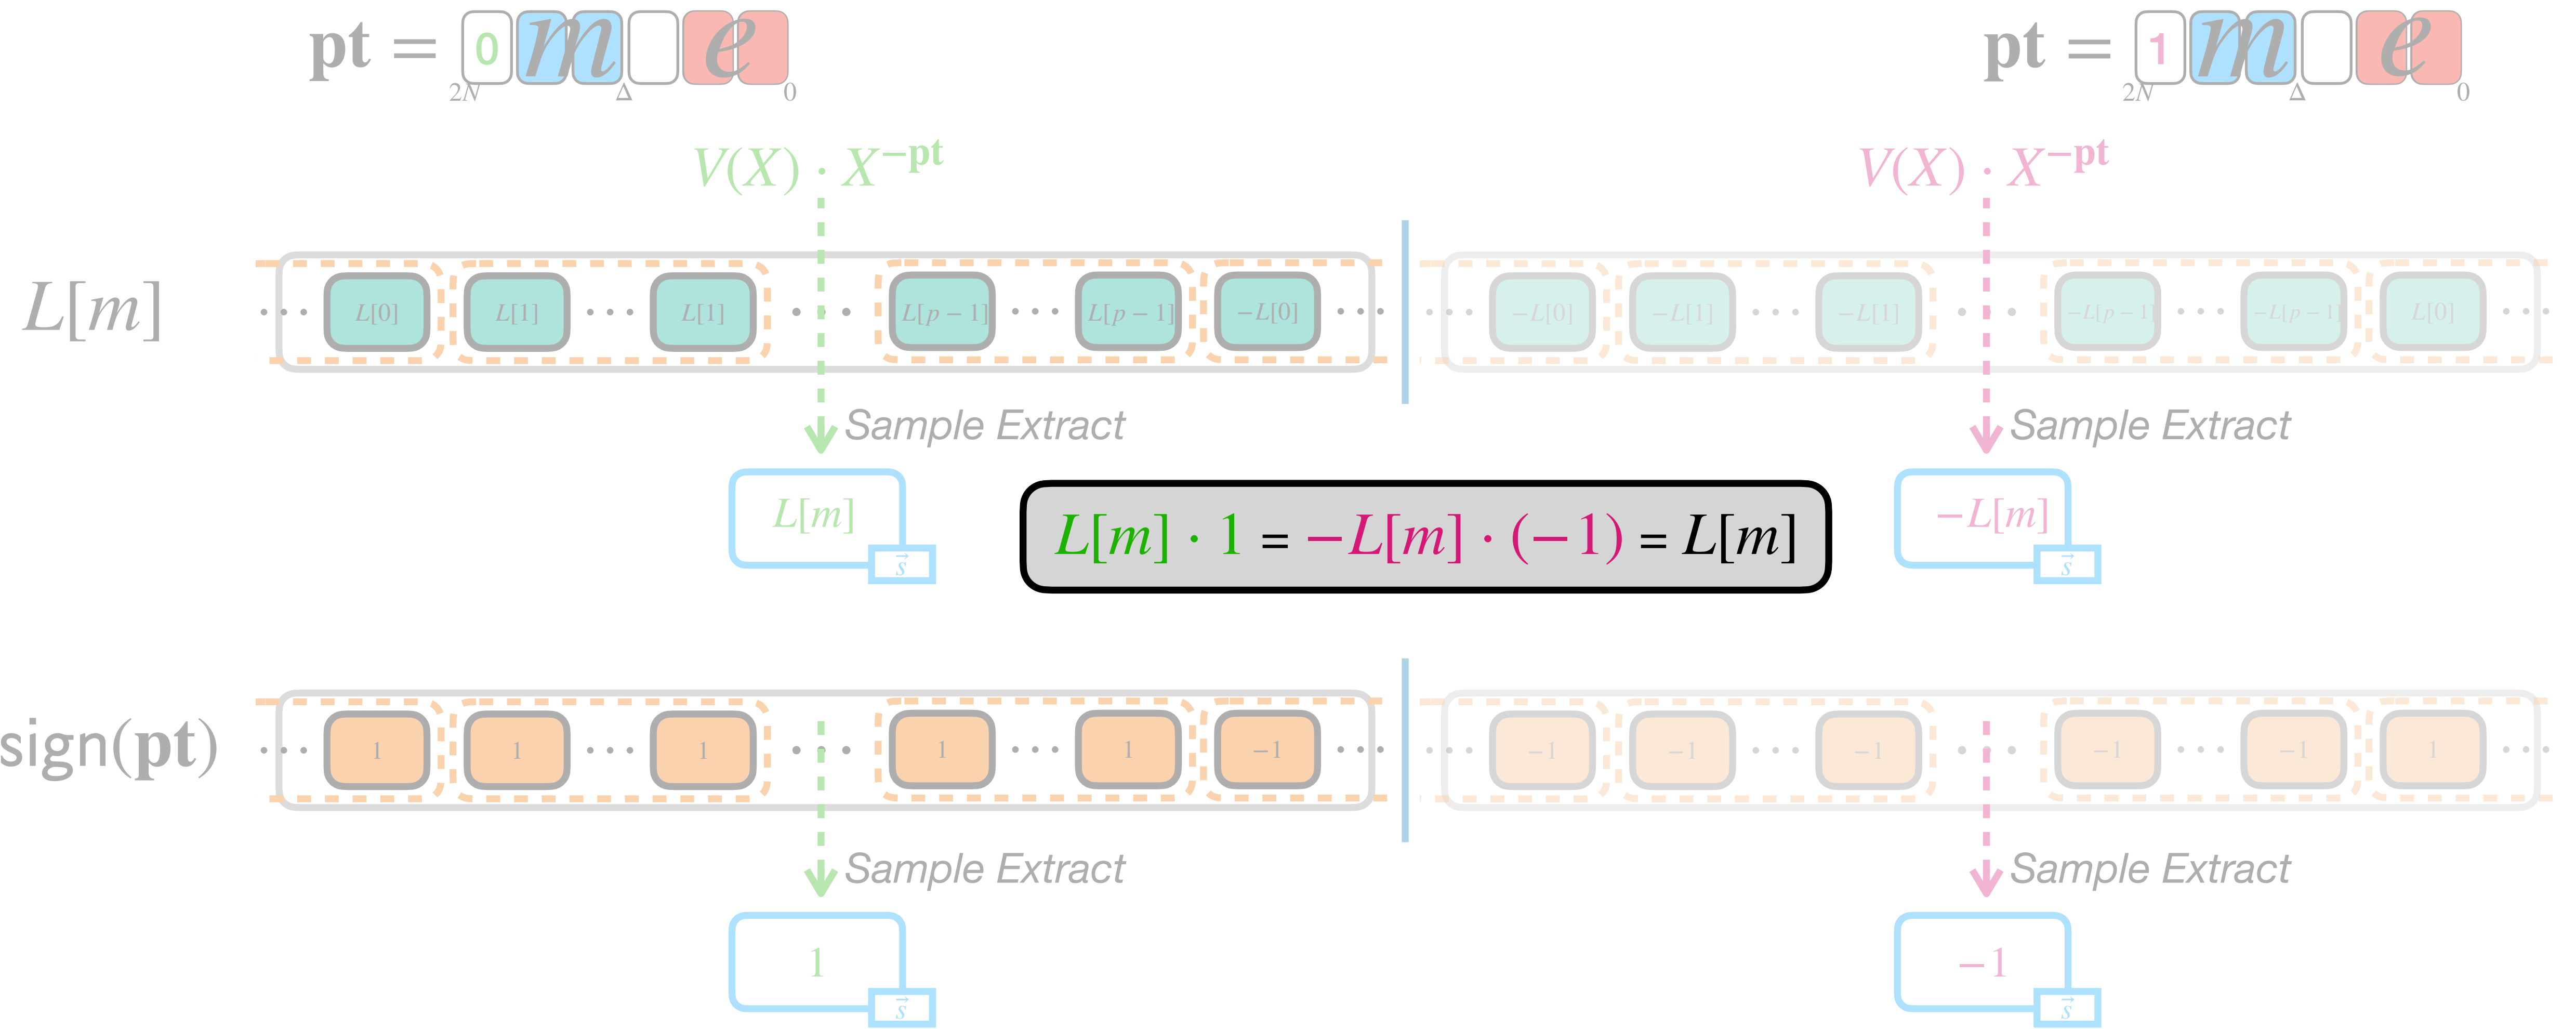 pt = 0 m e
2N Δ 0
pt = 1 m e
2N Δ 0
V(X) · X^{−pt}
V(X) · X^{−pt}
L[m]
··· L[0] L[1] ··· L[1] ··· L[p − 1] ··· L[p − 1] −L[0] ···
··· −L[0] −L[1] ··· −L[1] ··· −L[p − 1] ··· −L[p − 1] L[0] ···
Sample Extract
Sample Extract
L[m]
s⃗
L[m] · 1 = −L[m] · (−1) = L[m]
−L[m]
s⃗
sign(pt)
··· 1 1 ··· 1 ··· 1 ··· 1 −1 ···
··· −1 −1 ··· −1 ··· −1 ··· −1 1 ···
Sample Extract
Sample Extract
1
s⃗
−1
s⃗